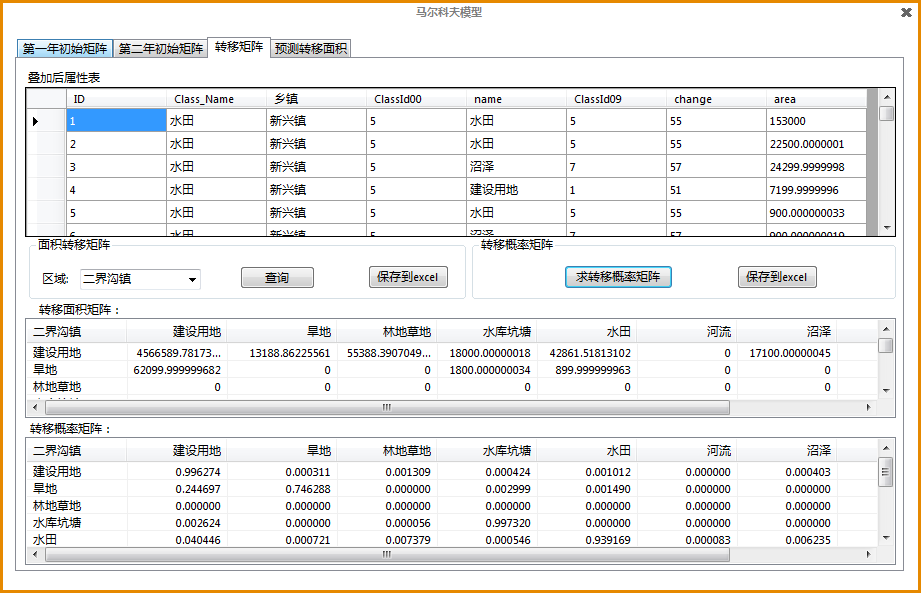 马尔科夫模型
第一年初始矩阵 第二年初始矩阵 转移矩阵 预测转移面积
叠加后属性表
ID Class_Name 乡镇 ClassId00 name ClassId09 change area
1 水田 新兴镇 5 水田 5 55 153000
2 水田 新兴镇 5 水田 5 55 22500.0000001
3 水田 新兴镇 5 沼泽 7 57 24299.9999998
4 水田 新兴镇 5 建设用地 1 51 7199.9999996
5 水田 新兴镇 5 水田 5 55 900.000000033
6 水田 新兴镇 5 沼泽 7 57 900.000000019
面积转移矩阵 转移概率矩阵
区域: 二界沟镇 查询 保存到excel 求转移概率矩阵 保存到excel
转移面积矩阵：
二界沟镇 建设用地 旱地 林地草地 水库坑塘 水田 河流 沼泽
建设用地 4566589.78173... 13188.86225561 55388.3907049... 18000.00000018 42861.51813102 0 17100.00000045
旱地 62099.999999682 0 0 1800.000000034 899.999999963 0 0
林地草地 0 0 0 0 0 0 0
转移概率矩阵：
二界沟镇 建设用地 旱地 林地草地 水库坑塘 水田 河流 沼泽
建设用地 0.996274 0.000311 0.001309 0.000424 0.001012 0.000000 0.000403
旱地 0.244697 0.746288 0.000000 0.002999 0.001490 0.000000 0.000000
林地草地 0.000000 0.000000 0.000000 0.000000 0.000000 0.000000 0.000000
水库坑塘 0.002624 0.000000 0.000056 0.997320 0.000000 0.000000 0.000000
水田 0.040446 0.000721 0.007379 0.000546 0.939169 0.000083 0.006235